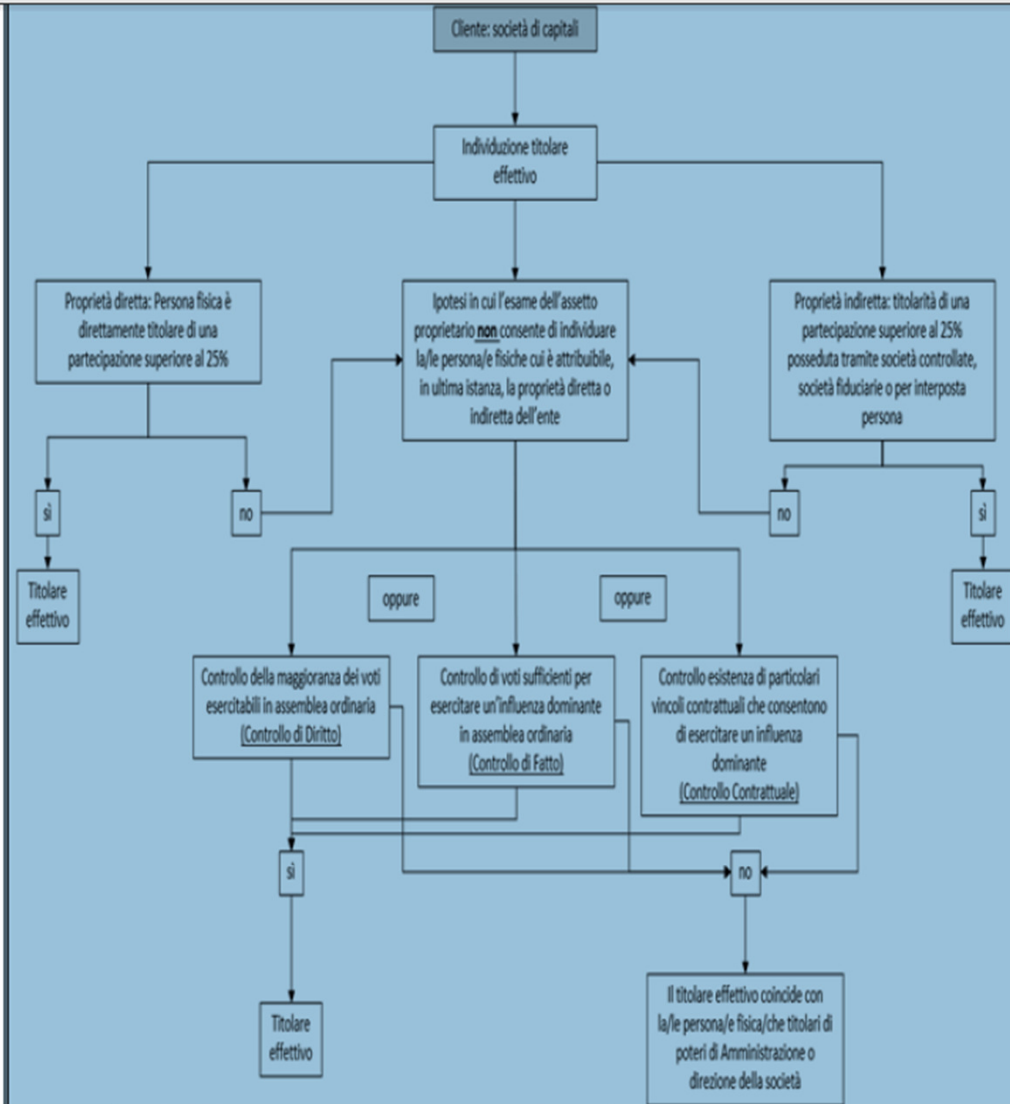 Cliente: società di capitali
Individuzione titolare
effettivo
Proprietà diretta: Persona fisica è
direttamente titolare di una
partecipazione superiore al 25%
Ipotesi in cui l'esame dell'assetto
proprietario non consente di individuare
la/le persona/e fisiche cui è attribuibile,
in ultima istanza, la proprietà diretta o
indiretta dell'ente
Proprietà indiretta: titolarità di una
partecipazione superiore al 25%
posseduta tramite società controllate,
società fiduciarie o per interposta
persona
sì
no
no
sì
Titolare
effettivo
oppure
oppure
Titolare
effettivo
Controllo della maggioranza dei voti
esercitabili in assemblea ordinaria
(Controllo di Diritto)
Controllo di voti sufficienti per
esercitare un'influenza dominante
in assemblea ordinaria
(Controllo di Fatto)
Controllo esistenza di particolari
vincoli contrattuali che consentono
di esercitare un influenza
dominante
(Controllo Contrattuale)
sì
no
Titolare
effettivo
Il titolare effettivo coincide con
la/le persona/e fisica/che titolari di
poteri di Amministrazione o
direzione della società